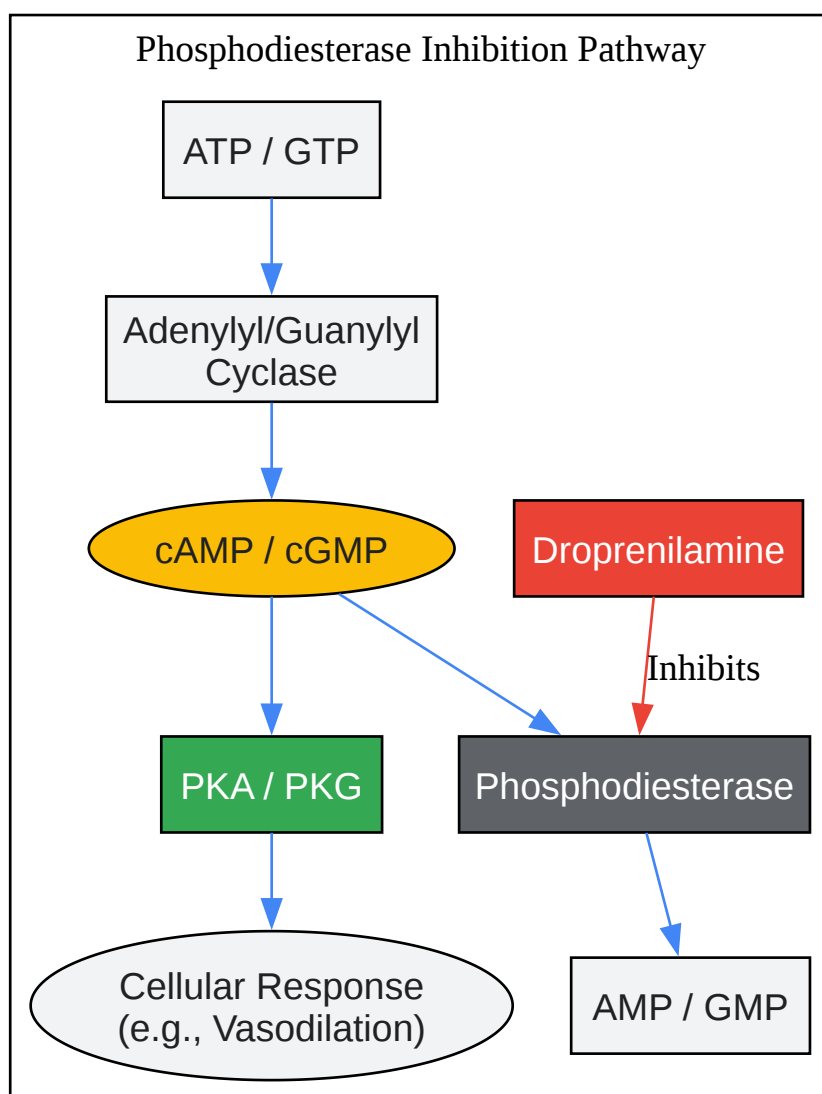 Phosphodiesterase Inhibition Pathway
ATP / GTP
Adenylyl/Guanylyl
Cyclase
cAMP / cGMP
Droprenilamine
Inhibits
PKA / PKG
Phosphodiesterase
Cellular Response
(e.g., Vasodilation)
AMP / GMP